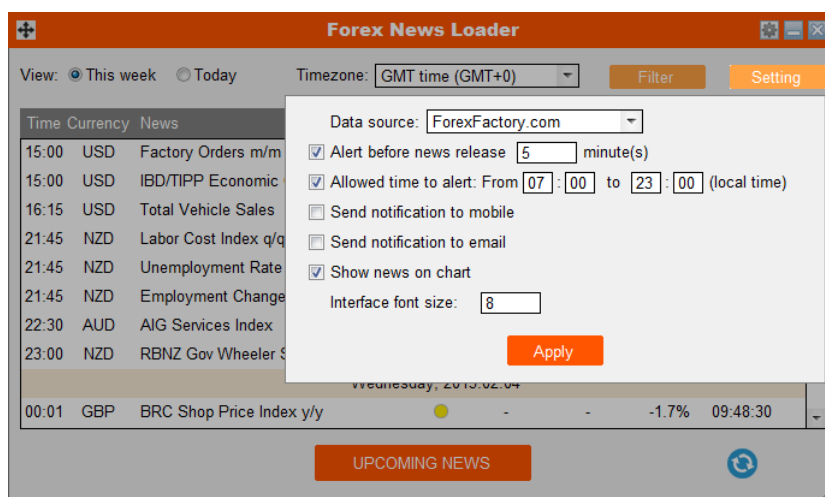 Forex News Loader
View: This week Today Timezone: GMT time (GMT+0) Filter Setting
Time Currency News
Data source: ForexFactory.com
Alert before news release 5 minute(s)
Allowed time to alert: From 07 : 00 to 23 : 00 (local time)
Send notification to mobile
Send notification to email
Show news on chart
Interface font size: 8
Apply
15:00 USD Factory Orders m/m
15:00 USD IBD/TIPP Economic
16:15 USD Total Vehicle Sales
21:45 NZD Labor Cost Index q/q
21:45 NZD Unemployment Rate
21:45 NZD Employment Change
22:30 AUD AIG Services Index
23:00 NZD RBNZ Gov Wheeler S
Wednesday, 2015.02.04
00:01 GBP BRC Shop Price Index y/y - - -1.7% 09:48:30
UPCOMING NEWS